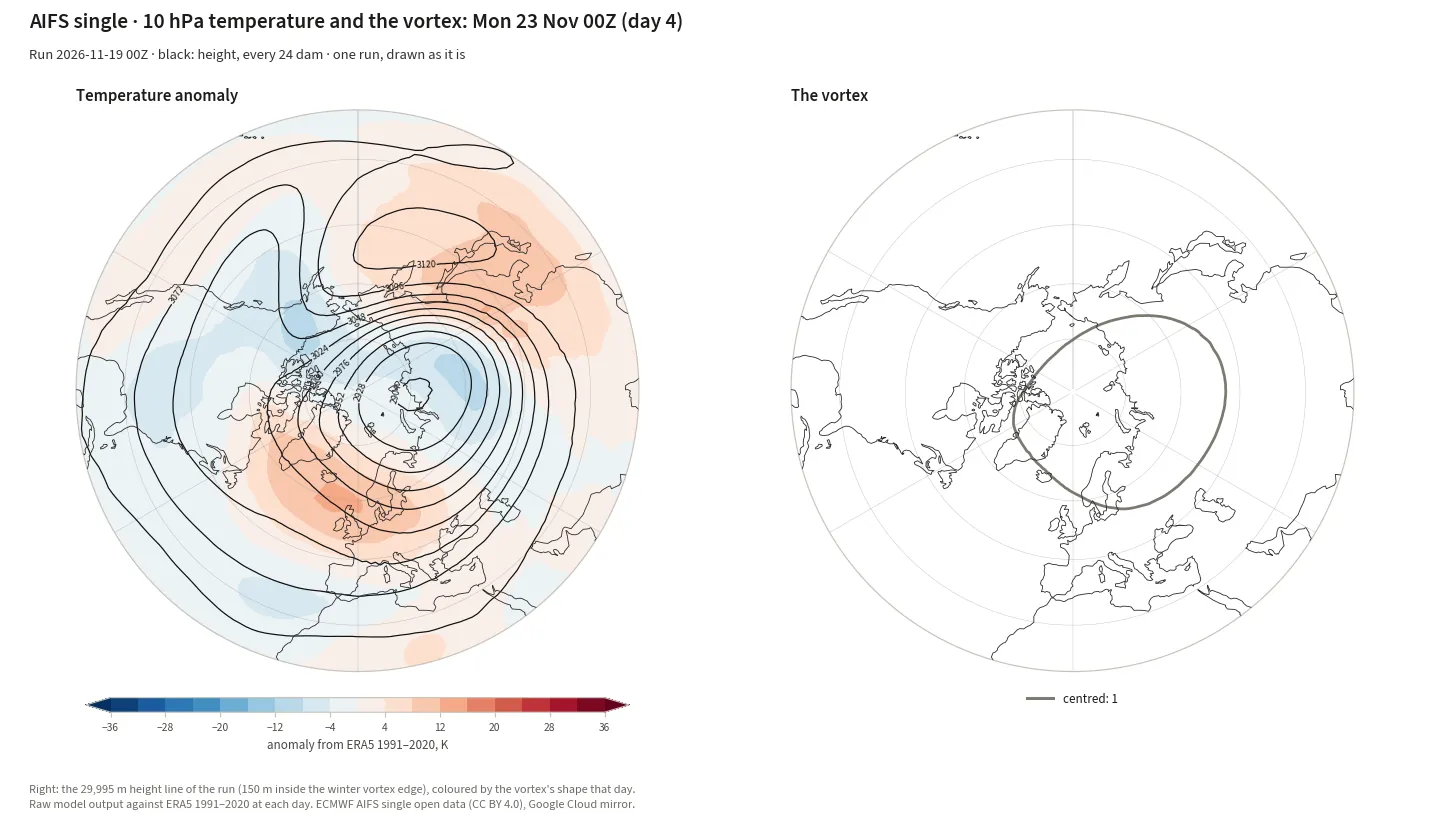 AIFS single · 10 hPa temperature and the vortex: Mon 23 Nov 00Z (day 4)
Run 2026-11-19 00Z · black: height, every 24 dam · one run, drawn as it is
Temperature anomaly
The vortex
3120
3096
3072
3048
3024
2976
2952
2928
−36 −28 −20 −12 −4 4 12 20 28 36
anomaly from ERA5 1991–2020, K
centred: 1
Right: the 29,995 m height line of the run (150 m inside the winter vortex edge), coloured by the vortex's shape that day.
Raw model output against ERA5 1991–2020 at each day. ECMWF AIFS single open data (CC BY 4.0), Google Cloud mirror.